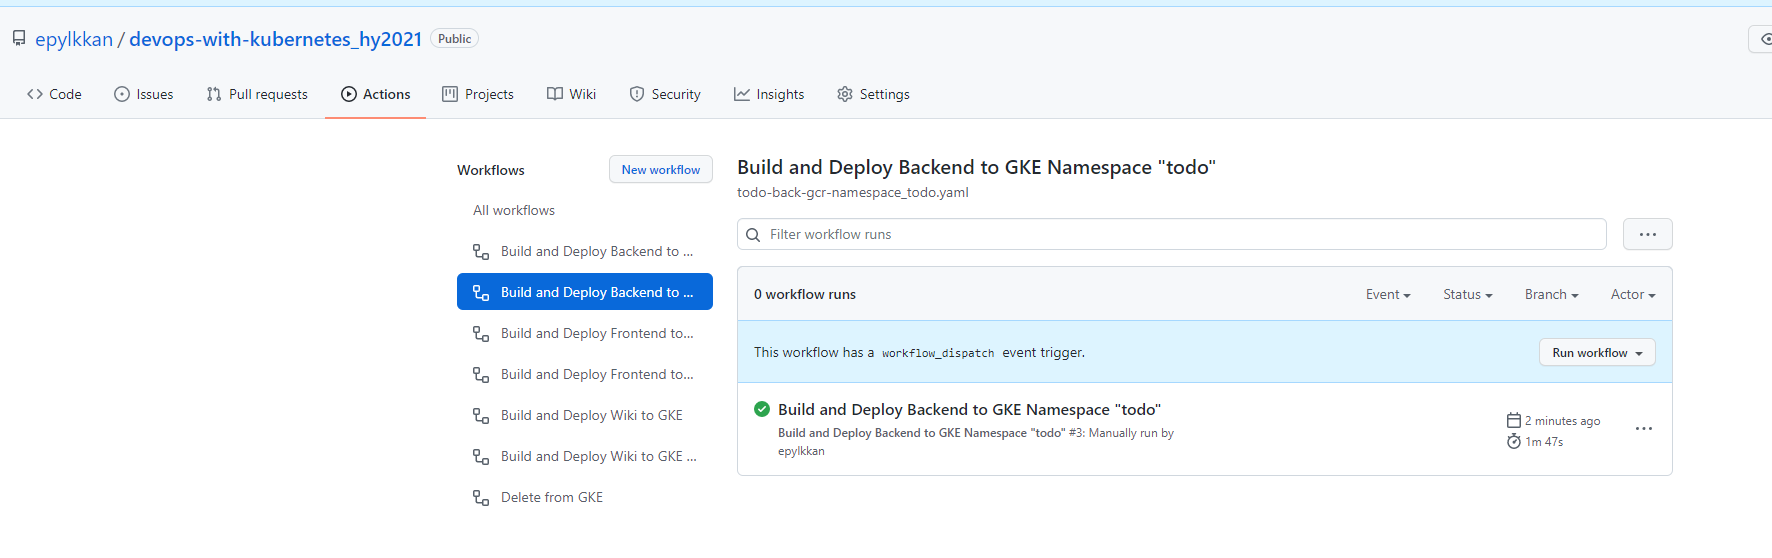 epylkkan / devops-with-kubernetes_hy2021 Public
Code Issues Pull requests Actions Projects Wiki Security Insights Settings
Workflows
New workflow
All workflows
Build and Deploy Backend to ...
Build and Deploy Backend to ...
Build and Deploy Frontend to...
Build and Deploy Frontend to...
Build and Deploy Wiki to GKE
Build and Deploy Wiki to GKE ...
Delete from GKE
Build and Deploy Backend to GKE Namespace "todo"
todo-back-gcr-namespace_todo.yaml
Filter workflow runs
0 workflow runs
Event Status Branch Actor
This workflow has a workflow_dispatch event trigger.
Run workflow
Build and Deploy Backend to GKE Namespace "todo"
Build and Deploy Backend to GKE Namespace "todo" #3: Manually run by
epylkkan
2 minutes ago
1m 47s